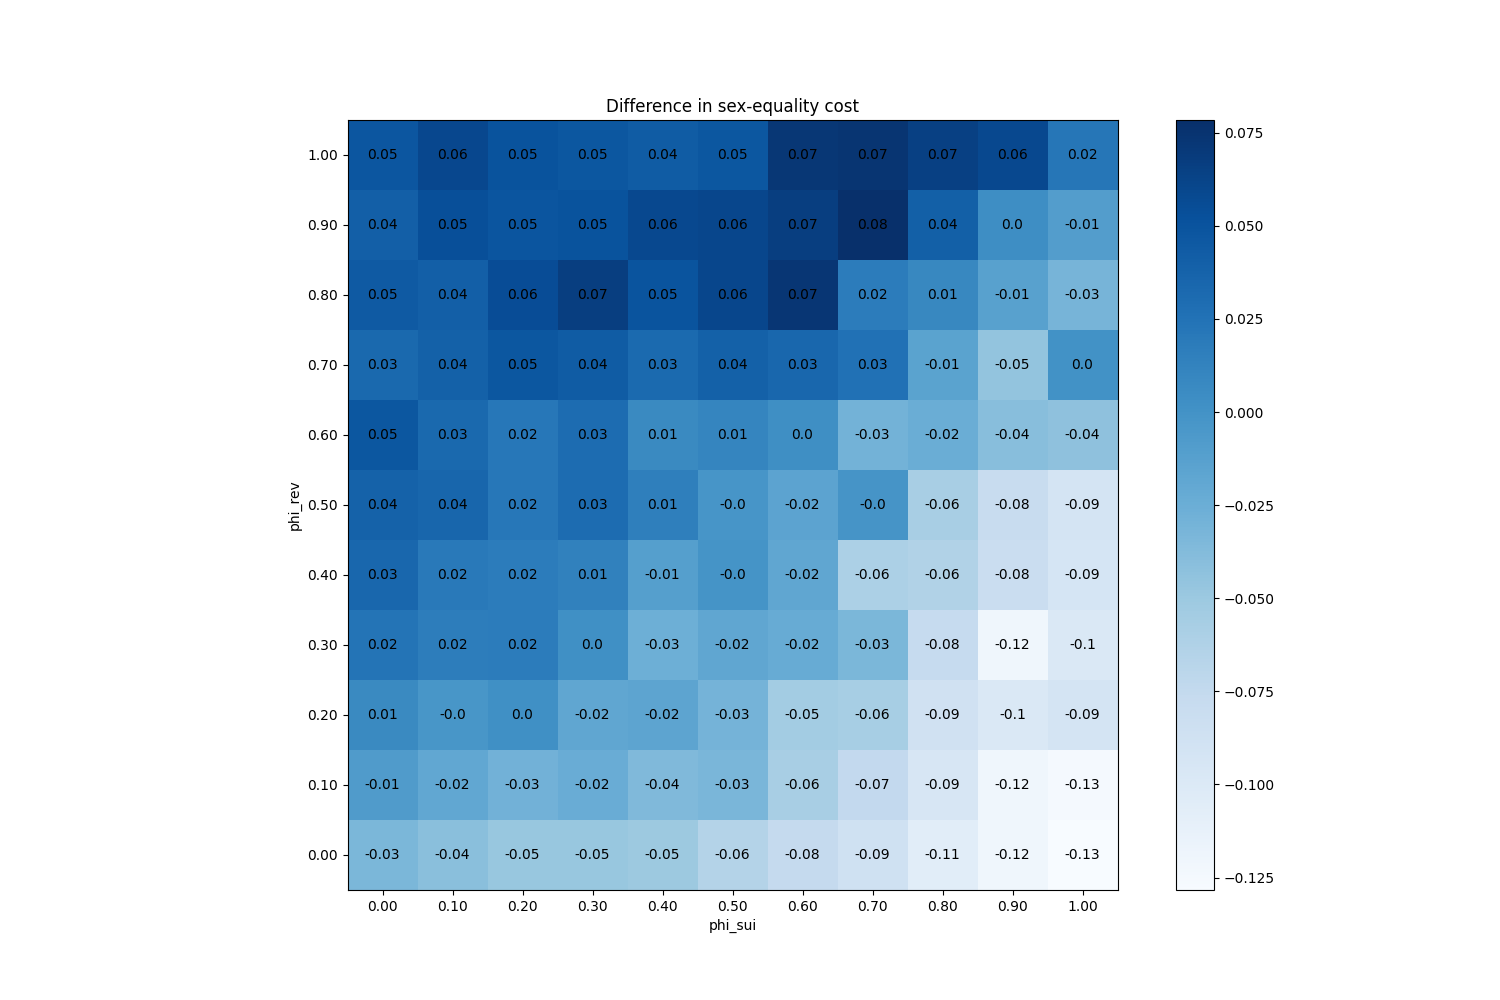 Difference in sex-equality cost
1.00 0.05 0.06 0.05 0.05 0.04 0.05 0.07 0.07 0.07 0.06 0.02
0.90 0.04 0.05 0.05 0.05 0.06 0.06 0.07 0.08 0.04 0.0 -0.01
0.80 0.05 0.04 0.06 0.07 0.05 0.06 0.07 0.02 0.01 -0.01 -0.03
0.70 0.03 0.04 0.05 0.04 0.03 0.04 0.03 0.03 -0.01 -0.05 0.0
0.60 0.05 0.03 0.02 0.03 0.01 0.01 0.0 -0.03 -0.02 -0.04 -0.04
0.50 0.04 0.04 0.02 0.03 0.01 -0.0 -0.02 -0.0 -0.06 -0.08 -0.09
0.40 0.03 0.02 0.02 0.01 -0.01 -0.0 -0.02 -0.06 -0.06 -0.08 -0.09
0.30 0.02 0.02 0.02 0.0 -0.03 -0.02 -0.02 -0.03 -0.08 -0.12 -0.1
0.20 0.01 -0.0 0.0 -0.02 -0.02 -0.03 -0.05 -0.06 -0.09 -0.1 -0.09
0.10 -0.01 -0.02 -0.03 -0.02 -0.04 -0.03 -0.06 -0.07 -0.09 -0.12 -0.13
0.00 -0.03 -0.04 -0.05 -0.05 -0.05 -0.06 -0.08 -0.09 -0.11 -0.12 -0.13
0.00 0.10 0.20 0.30 0.40 0.50 0.60 0.70 0.80 0.90 1.00
phi_sui
phi_rev
0.075
0.050
0.025
0.000
−0.025
−0.050
−0.075
−0.100
−0.125